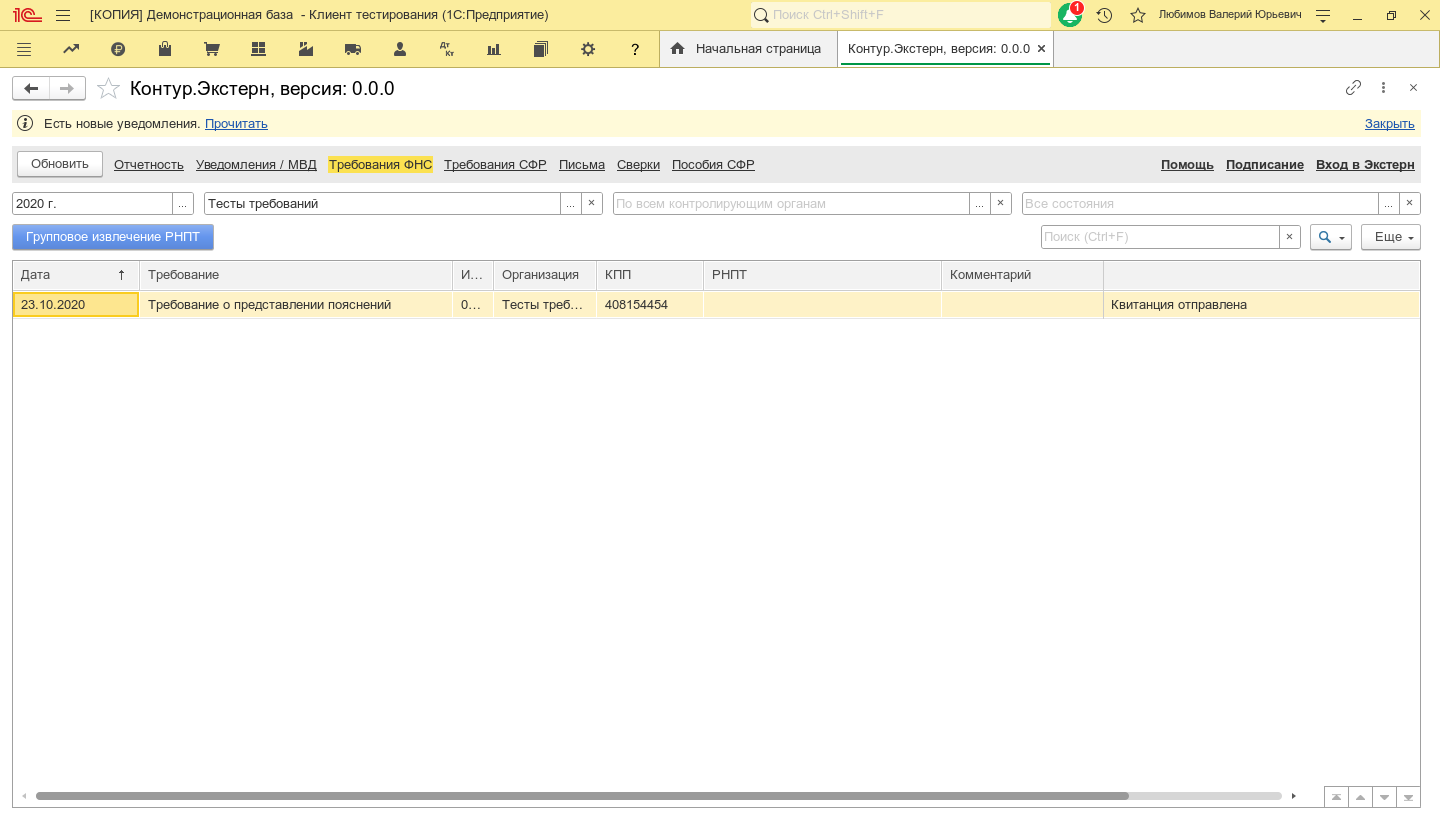 [КОПИЯ] Демонстрационная база - Клиент тестирования (1С:Предприятие)
Поиск Ctrl+Shift+F
1
Любимов Валерий Юрьевич
Дт
Кт
?
Начальная страница
Контур.Экстерн, версия: 0.0.0
Контур.Экстерн, версия: 0.0.0
Есть новые уведомления. Прочитать
Закрыть
Обновить
Отчетность
Уведомления / МВД
Требования ФНС
Требования СФР
Письма
Сверки
Пособия СФР
Помощь
Подписание
Вход в Экстерн
2020 г.
...
Тесты требований
...
По всем контролирующим органам
...
Все состояния
...
Групповое извлечение РНПТ
Поиск (Ctrl+F)
Еще
Дата
Требование
И...
Организация
КПП
РНПТ
Комментарий
23.10.2020
Требование о представлении пояснений
0...
Тесты треб...
408154454
Квитанция отправлена